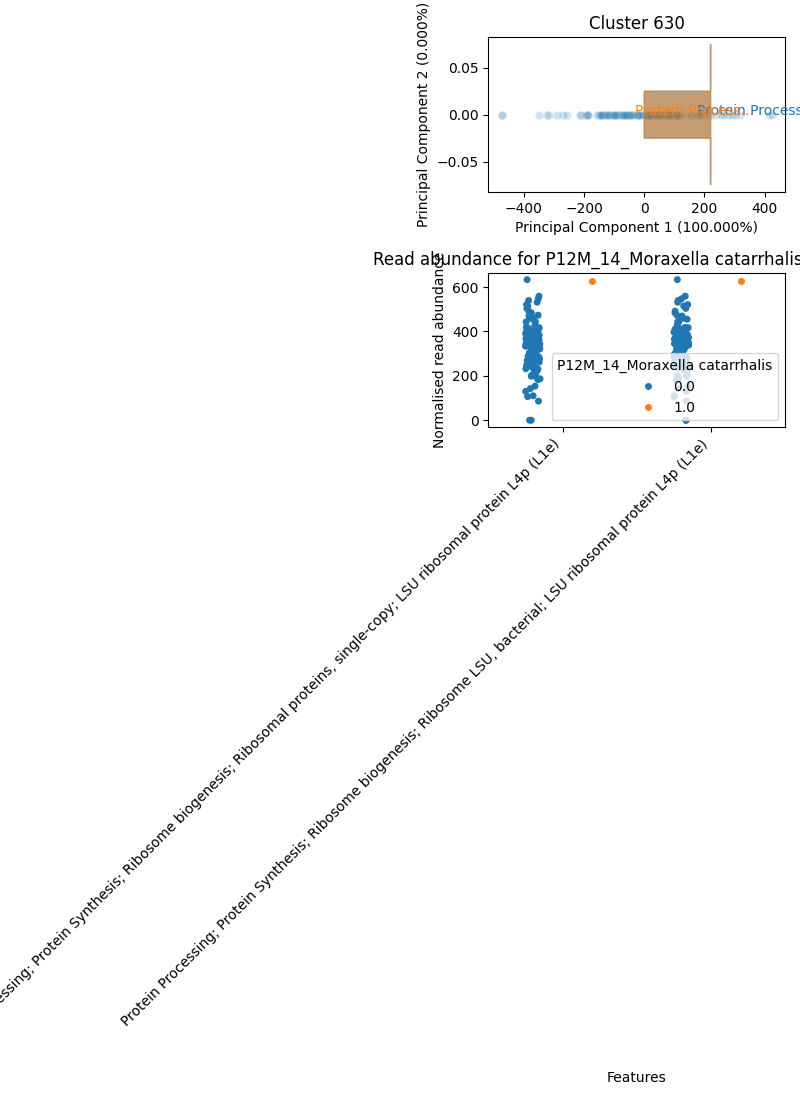 Cluster 630
Principal Component 2 (0.000%)
0.05
0.00
−0.05
Protein Process
−400
−200
0
200
400
Principal Component 1 (100.000%)
Read abundance for P12M_14_Moraxella catarrhalis
Normalised read abundance
600
400
200
0
P12M_14_Moraxella catarrhalis
0.0
1.0
essing; Protein Synthesis; Ribosome biogenesis; Ribosomal proteins, single-copy; LSU ribosomal protein L4p (L1e)
Protein Processing; Protein Synthesis; Ribosome biogenesis; Ribosome LSU, bacterial; LSU ribosomal protein L4p (L1e)
Features